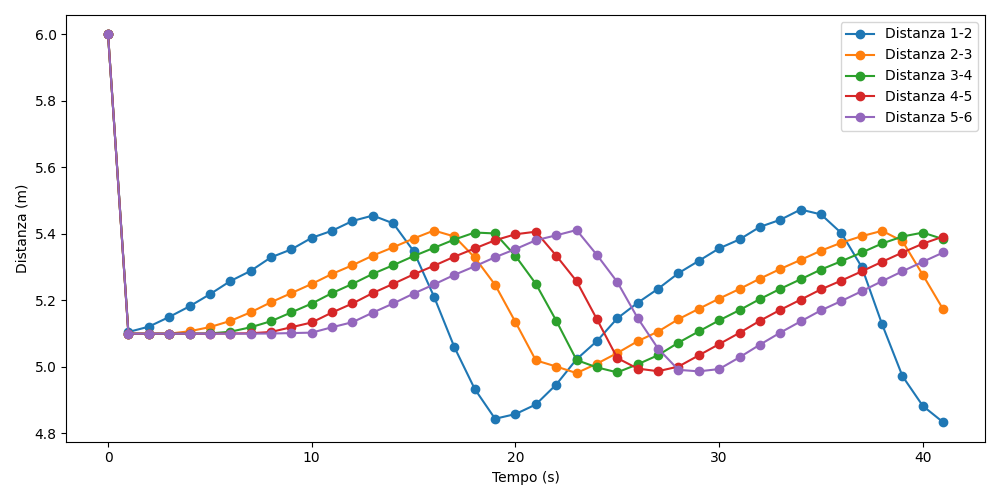 6.0
5.8
5.6
5.4
5.2
5.0
4.8
Distanza (m)
0
10
20
30
40
Tempo (s)
Distanza 1-2
Distanza 2-3
Distanza 3-4
Distanza 4-5
Distanza 5-6